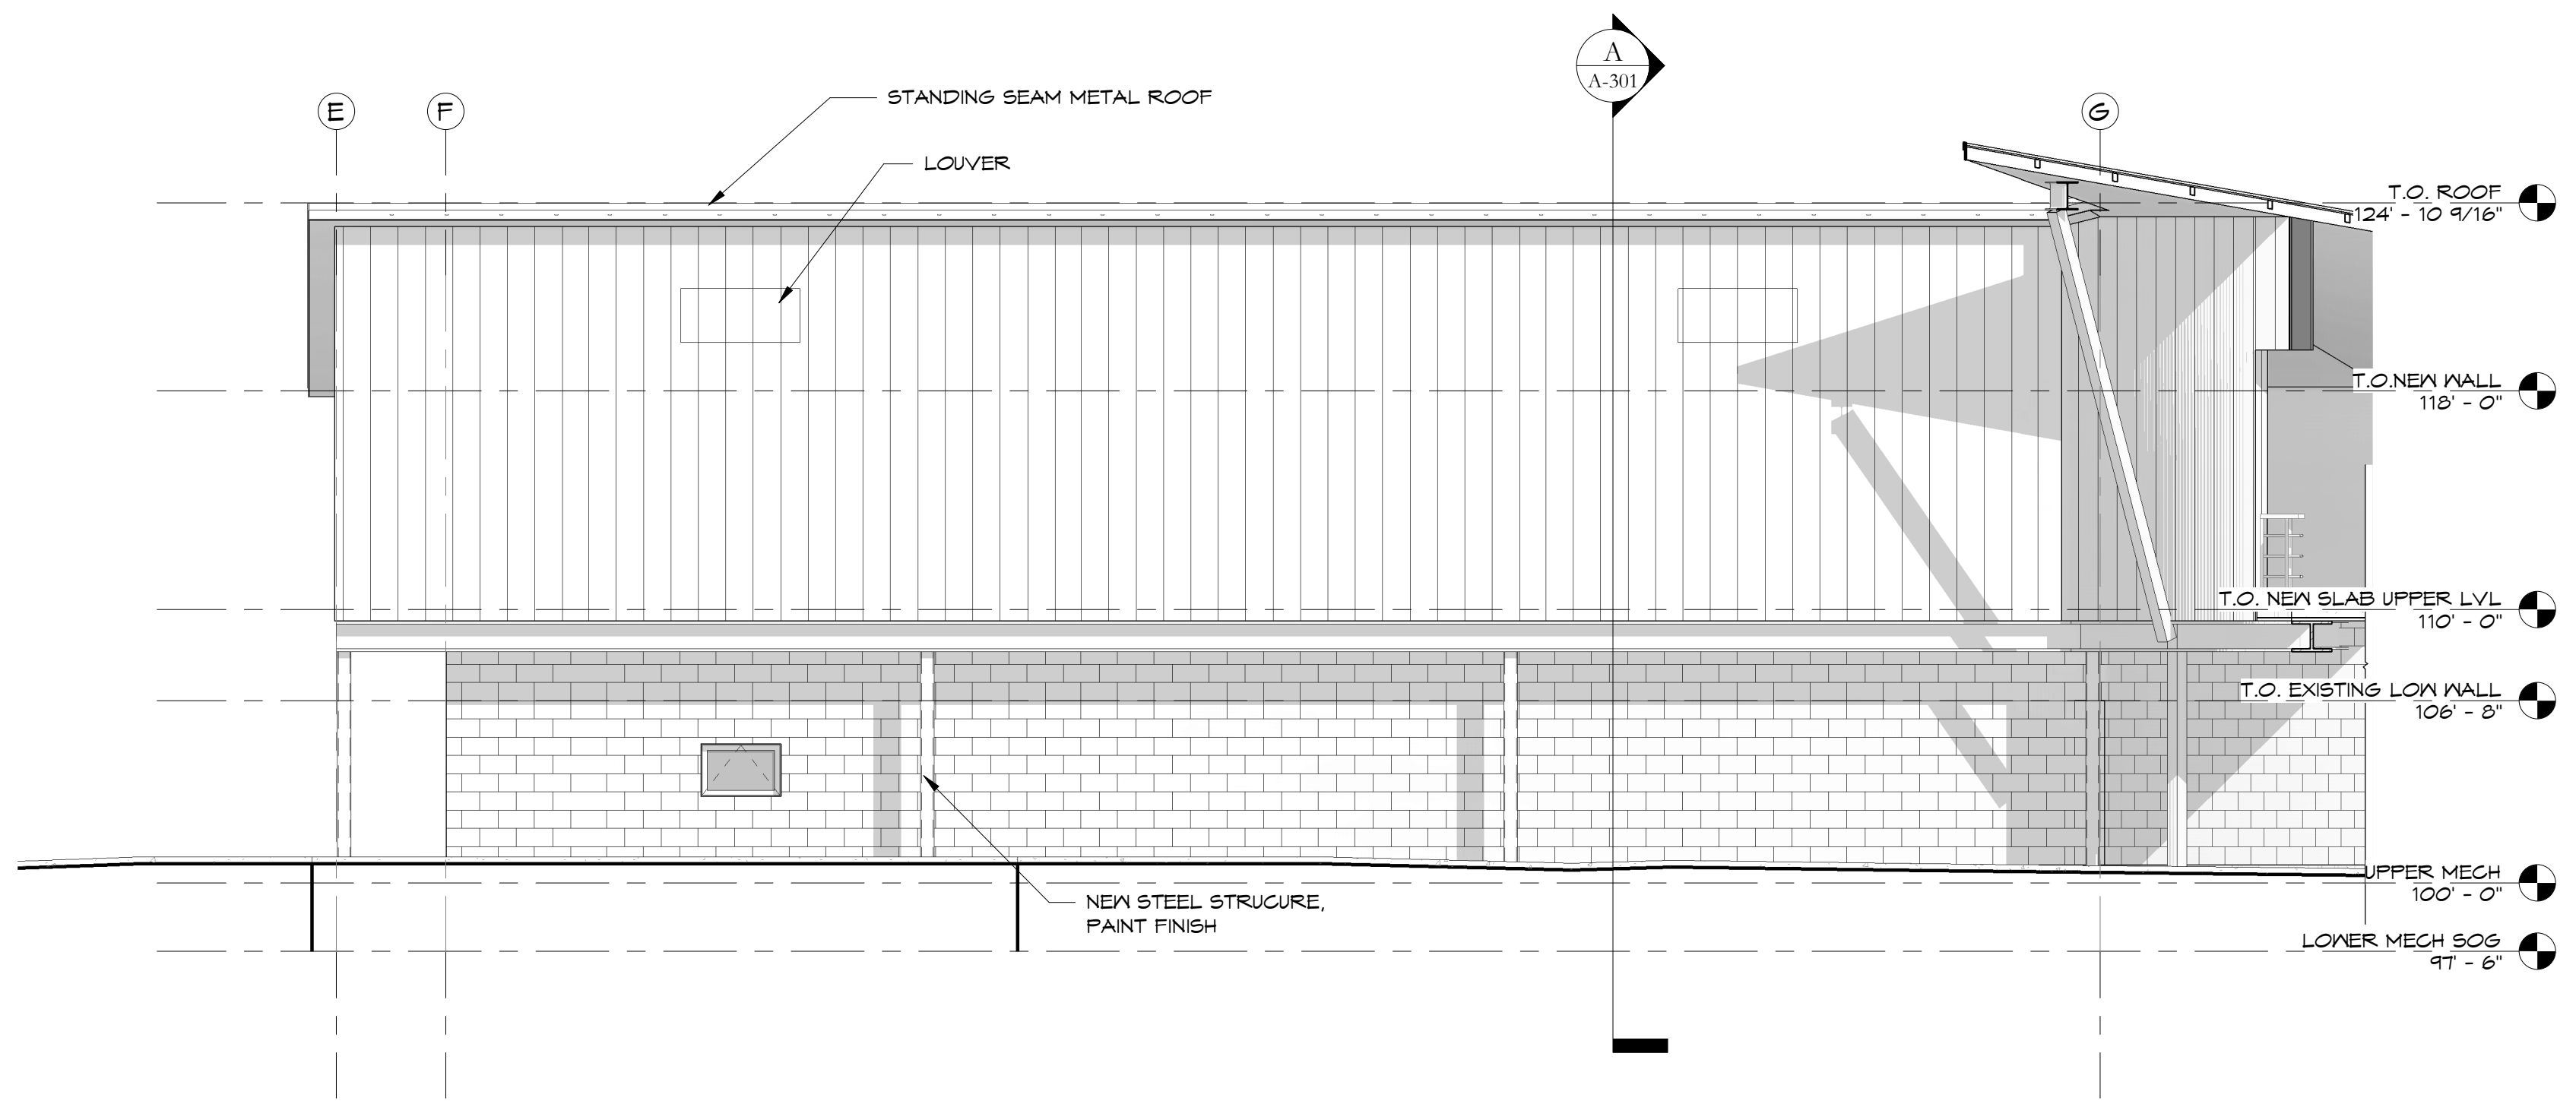 A
A-301
STANDING SEAM METAL ROOF
E
F
G
LOUVER
T.O. ROOF
124' - 10 9/16"
T.O.NEW WALL
118' - 0"
T.O. NEW SLAB UPPER LVL
110' - 0"
T.O. EXISTING LOW WALL
106' - 8"
UPPER MECH
100' - 0"
NEW STEEL STRUCURE,
PAINT FINISH
LOWER MECH SOG
97' - 6"